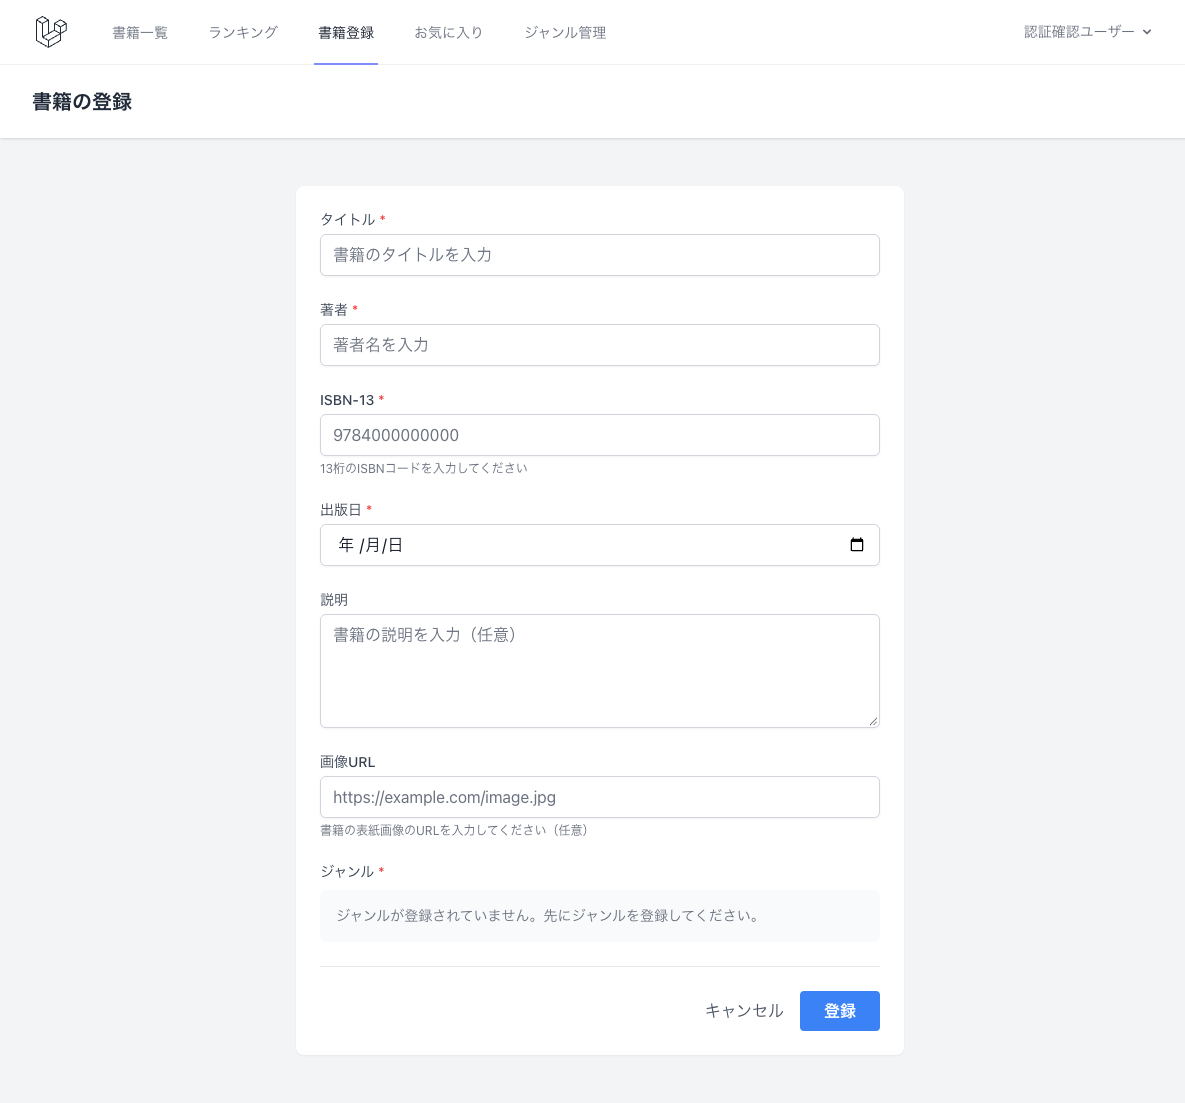 書籍一覧 ランキング 書籍登録 お気に入り ジャンル管理 認証確認ユーザー
書籍の登録
タイトル *
書籍のタイトルを入力
著者 *
著者名を入力
ISBN-13 *
9784000000000
13桁のISBNコードを入力してください
出版日 *
年 /月/日
説明
書籍の説明を入力（任意）
画像URL
https://example.com/image.jpg
書籍の表紙画像のURLを入力してください（任意）
ジャンル *
ジャンルが登録されていません。先にジャンルを登録してください。
キャンセル 登録